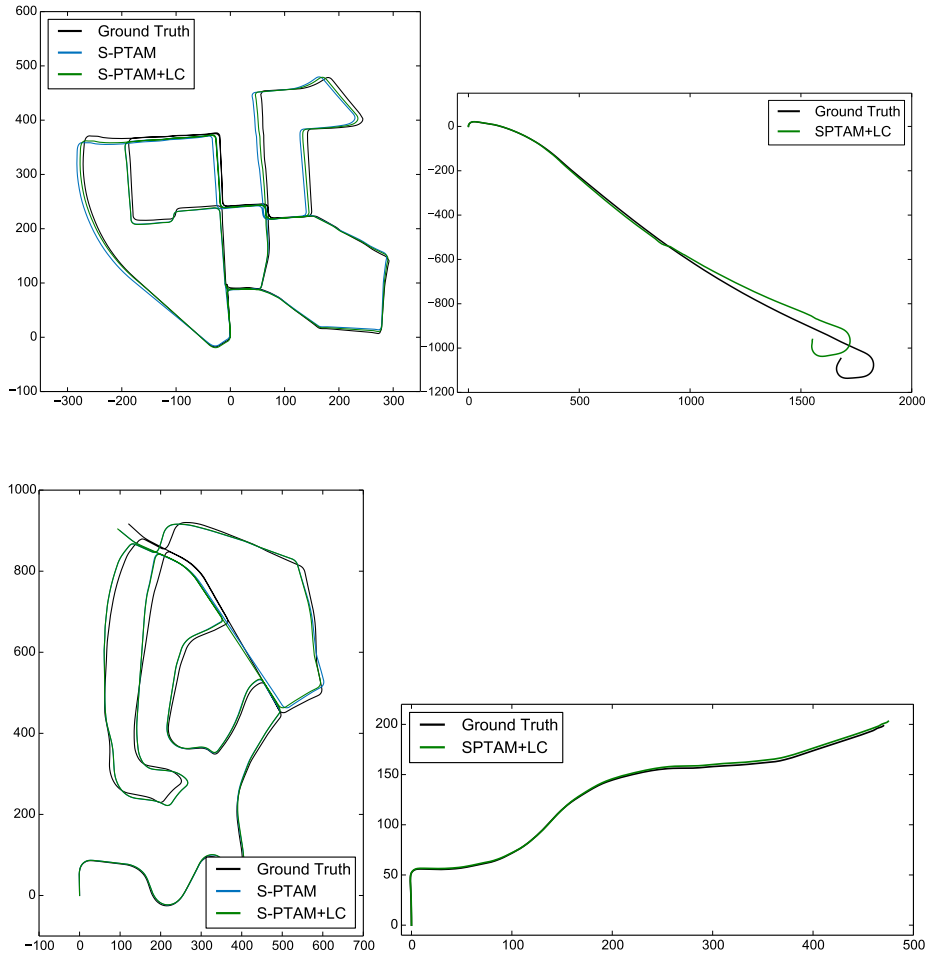 600
500
400
300
200
100
0
−100
−300 −200 −100 0 100 200 300
Ground Truth
S-PTAM
S-PTAM+LC
0
−200
−400
−600
−800
−1000
−1200
0 500 1000 1500 2000
Ground Truth
SPTAM+LC
1000
800
600
400
200
0
−100 0 100 200 300 400 500 600 700
Ground Truth
S-PTAM
S-PTAM+LC
200
150
100
50
0
0 100 200 300 400 500
Ground Truth
SPTAM+LC